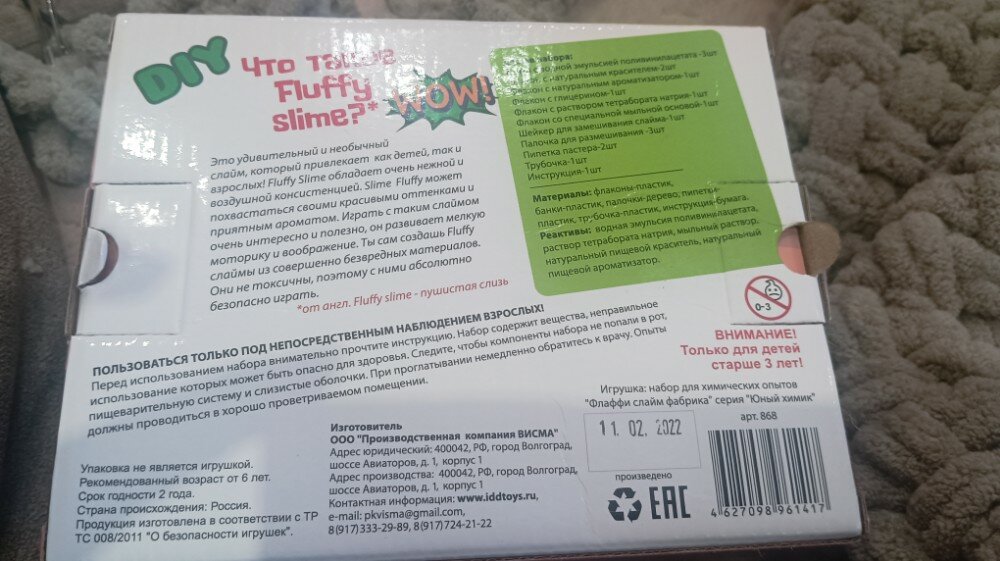 DIY
Что такое
Fluffy
slime?*
WOW!
Это удивительный и необычный
слайм, который привлекает как детей, так и
взрослых! Fluffy Slime обладает очень нежной и
воздушной консистенцией. Slime Fluffy может
похвастаться своими красивыми оттенками и
приятным ароматом. Играть с таким слаймом
очень интересно и полезно, он развивает мелкую
моторику и воображение. Ты сам создашь Fluffy
слаймы из совершенно безвредных материалов.
Они не токсичны, поэтому с ними абсолютно
безопасно играть.
*от англ. Fluffy slime - пушистая слизь
набора:
с водной эмульсией поливинилацетата -3шт
с натуральным красителем-2шт
с натуральным ароматизатором-1шт
Флакон с глицерином-1шт
Флакон с раствором тетрабората натрия-1шт
Флакон со специальной мыльной основой-1шт
Шейкер для замешивания слайма-1шт
Палочка для размешивания -3шт
Пипетка пастера-2шт
Трубочка-1шт
Инструкция-1шт
Материалы: флаконы-пластик,
банки-пластик, палочки-дерево, пипетки-
пластик, трубочка-пластик, инструкция-бумага.
Реактивы: водная эмульсия поливинилацетата,
раствор тетрабората натрия, мыльный раствор,
натуральный пищевой краситель, натуральный
пищевой ароматизатор.
0-3
ВНИМАНИЕ!
Только для детей
старше 3 лет!
ПОЛЬЗОВАТЬСЯ ТОЛЬКО ПОД НЕПОСРЕДСТВЕННЫМ НАБЛЮДЕНИЕМ ВЗРОСЛЫХ!
Перед использованием набора внимательно прочтите инструкцию. Набор содержит вещества, неправильное
использование которых может быть опасно для здоровья. Следите, чтобы компоненты набора не попали в рот,
пищеварительную систему и слизистые оболочки. При проглатывании немедленно обратитесь к врачу. Опыты
должны проводиться в хорошо проветриваемом помещении.
Игрушка: набор для химических опытов
"Флаффи слайм фабрика" серия "Юный химик"
арт. 868
11. 02. 2022
произведено
EAC
4 627098 961417
Изготовитель
ООО "Производственная компания ВИСМА"
Адрес юридический: 400042, РФ, город Волгоград,
шоссе Авиаторов, д.1, корпус 1
Адрес производства: 400042, РФ, город Волгоград,
шоссе Авиаторов, д.1, корпус 1
Контактная информация: www.iddtoys.ru,
e-mail: pkvisma@gmail.com,
8(917)333-29-89, 8(917)724-21-22
Упаковка не является игрушкой.
Рекомендованный возраст от 6 лет.
Срок годности 2 года.
Страна происхождения: Россия.
Продукция изготовлена в соответствии с ТР
ТС 008/2011 "О безопасности игрушек".